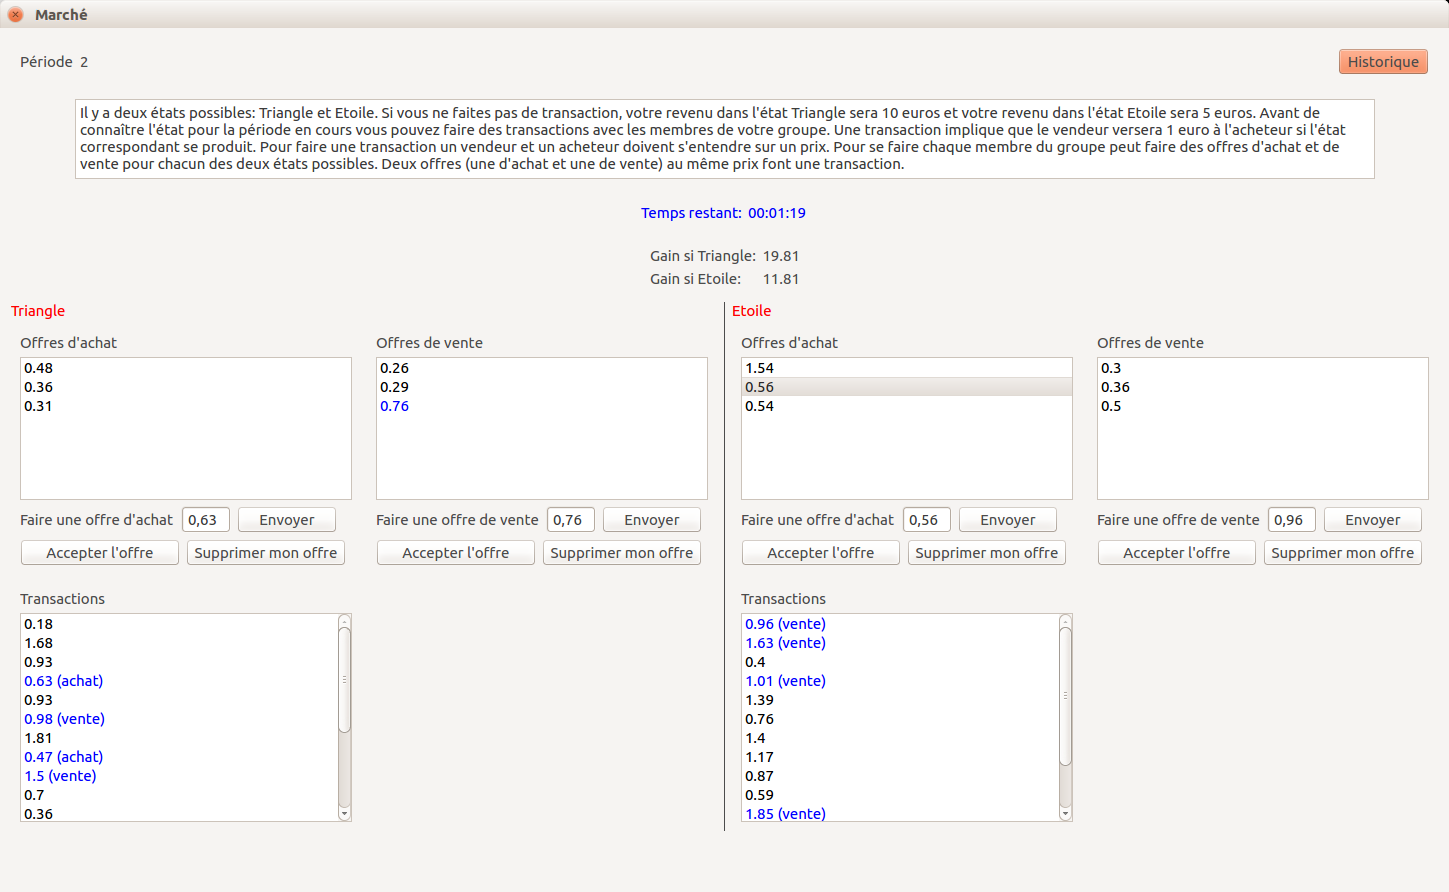 Marché
Période 2
Historique
Il y a deux états possibles: Triangle et Etoile. Si vous ne faites pas de transaction, votre revenu dans l'état Triangle sera 10 euros et votre revenu dans l'état Etoile sera 5 euros. Avant de
connaître l'état pour la période en cours vous pouvez faire des transactions avec les membres de votre groupe. Une transaction implique que le vendeur versera 1 euro à l'acheteur si l'état
correspondant se produit. Pour faire une transaction un vendeur et un acheteur doivent s'entendre sur un prix. Pour se faire chaque membre du groupe peut faire des offres d'achat et de
vente pour chacun des deux états possibles. Deux offres (une d'achat et une de vente) au même prix font une transaction.
Temps restant: 00:01:19
Gain si Triangle: 19.81
Gain si Etoile: 11.81
Triangle
Offres d'achat
0.48
0.36
0.31
Faire une offre d'achat 0,63 Envoyer
Accepter l'offre Supprimer mon offre
Offres de vente
0.26
0.29
0.76
Faire une offre de vente 0,76 Envoyer
Accepter l'offre Supprimer mon offre
Transactions
0.18
1.68
0.93
0.63 (achat)
0.93
0.98 (vente)
1.81
0.47 (achat)
1.5 (vente)
0.7
0.36
Etoile
Offres d'achat
1.54
0.56
0.54
Faire une offre d'achat 0,56 Envoyer
Accepter l'offre Supprimer mon offre
Offres de vente
0.3
0.36
0.5
Faire une offre de vente 0,96 Envoyer
Accepter l'offre Supprimer mon offre
Transactions
0.96 (vente)
1.63 (vente)
0.4
1.01 (vente)
1.39
0.76
1.4
1.17
0.87
0.59
1.85 (vente)